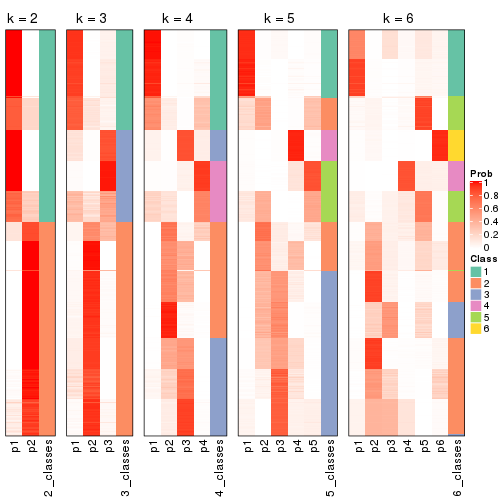 k = 2
k = 3
k = 4
k = 5
k = 6
Prob
1
0.8
0.6
0.4
0.2
0
Class
1
2
3
4
5
6
p1
p2
2_classes
p1
p2
p3
3_classes
p1
p2
p3
p4
4_classes
p1
p2
p3
p4
p5
5_classes
p1
p2
p3
p4
p5
p6
6_classes